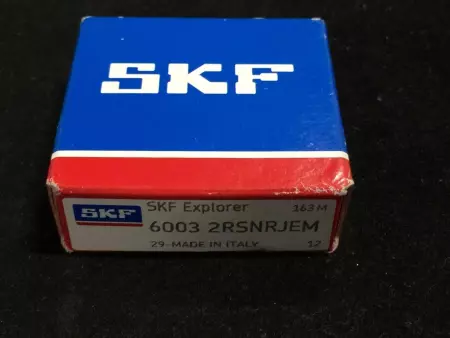 SKF
SKF
SKF Explorer 163 M
6003 2RSNRJEM
29-MADE IN ITALY 12